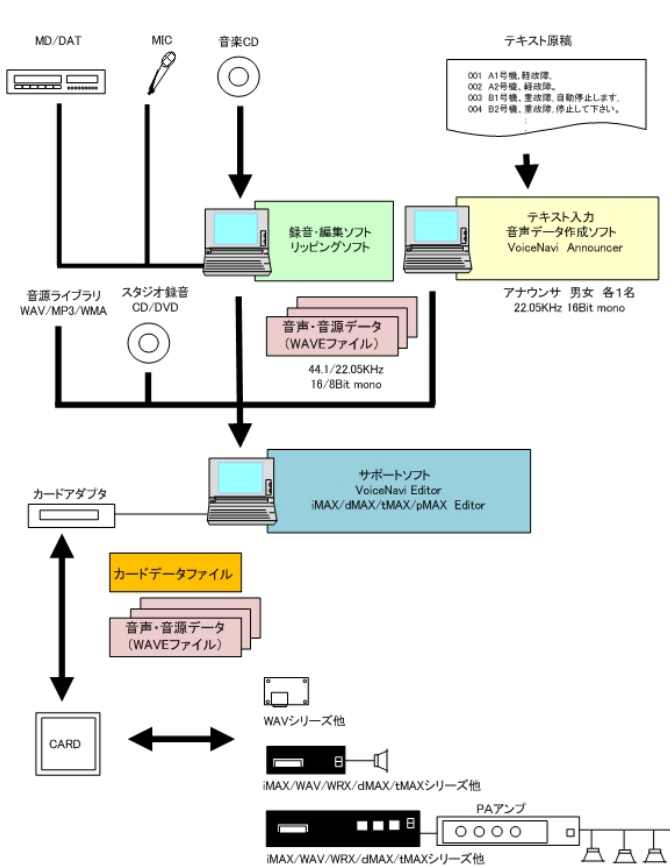 MD/DAT
MIC
音楽CD
テキスト原稿
001 A1号機、軽故障、
002 A2号機、軽故障。
003 B1号機、重故障、自動停止します。
004 B2号機、重故障、停止して下さい。
:
:
録音・編集ソフト
リッピングソフト
テキスト入力
音声データ作成ソフト
VoiceNavi Announcer
音源ライブラリ
WAV/MP3/WMA
スタジオ録音
CD/DVD
音声・音源データ
(WAVEファイル)
44.1/22.05KHz
16/8Bit mono
アナウンサ 男女 各1名
22.05KHz 16Bit mono
サポートソフト
VoiceNavi Editor
iMAX/dMAX/tMAX/pMAX Editor
カードアダプタ
カードデータファイル
音声・音源データ
(WAVEファイル)
CARD
WAVシリーズ他
iMAX/WAV/WRX/dMAX/tMAXシリーズ他
PAアンプ
iMAX/WAV/WRX/dMAX/tMAXシリーズ他